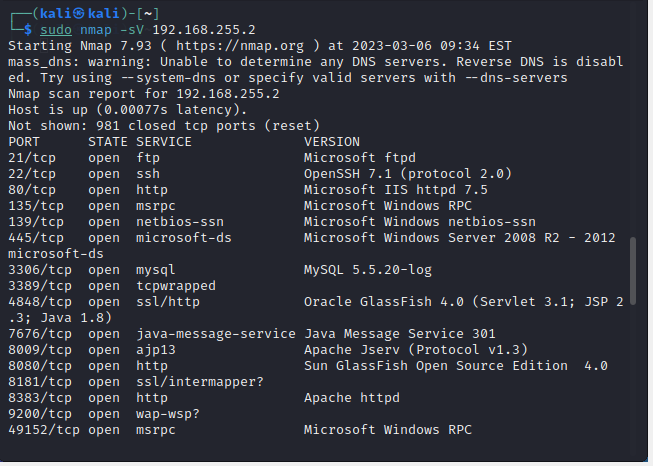 ┌──(kali㉿kali)-[~]
└─$ sudo nmap -sV 192.168.255.2
Starting Nmap 7.93 ( https://nmap.org ) at 2023-03-06 09:34 EST
mass_dns: warning: Unable to determine any DNS servers. Reverse DNS is disabl
ed. Try using --system-dns or specify valid servers with --dns-servers
Nmap scan report for 192.168.255.2
Host is up (0.00077s latency).
Not shown: 981 closed tcp ports (reset)
PORT      STATE SERVICE              VERSION
21/tcp    open  ftp                  Microsoft ftpd
22/tcp    open  ssh                  OpenSSH 7.1 (protocol 2.0)
80/tcp    open  http                 Microsoft IIS httpd 7.5
135/tcp   open  msrpc                Microsoft Windows RPC
139/tcp   open  netbios-ssn          Microsoft Windows netbios-ssn
445/tcp   open  microsoft-ds         Microsoft Windows Server 2008 R2 - 2012
microsoft-ds
3306/tcp  open  mysql                MySQL 5.5.20-log
3389/tcp  open  tcpwrapped
4848/tcp  open  ssl/http             Oracle GlassFish 4.0 (Servlet 3.1; JSP 2
.3; Java 1.8)
7676/tcp  open  java-message-service Java Message Service 301
8009/tcp  open  ajp13                Apache Jserv (Protocol v1.3)
8080/tcp  open  http                 Sun GlassFish Open Source Edition  4.0
8181/tcp  open  ssl/intermapper?
8383/tcp  open  http                 Apache httpd
9200/tcp  open  wap-wsp?
49152/tcp open  msrpc                Microsoft Windows RPC